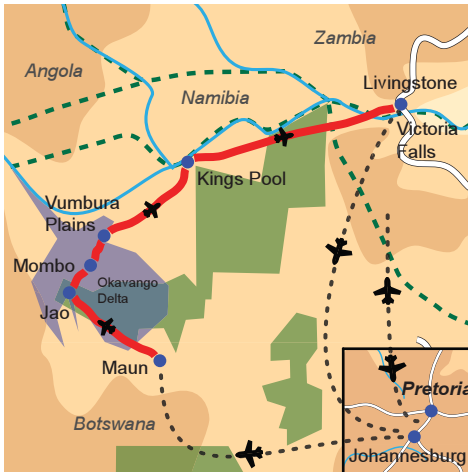 Zambia
Angola
Livingstone
Namibia
Victoria
Falls
Kings Pool
Vumbura
Plains
Mombo
Okavango
Delta
Jao
Maun
Pretoria
Botswana
Johannesburg